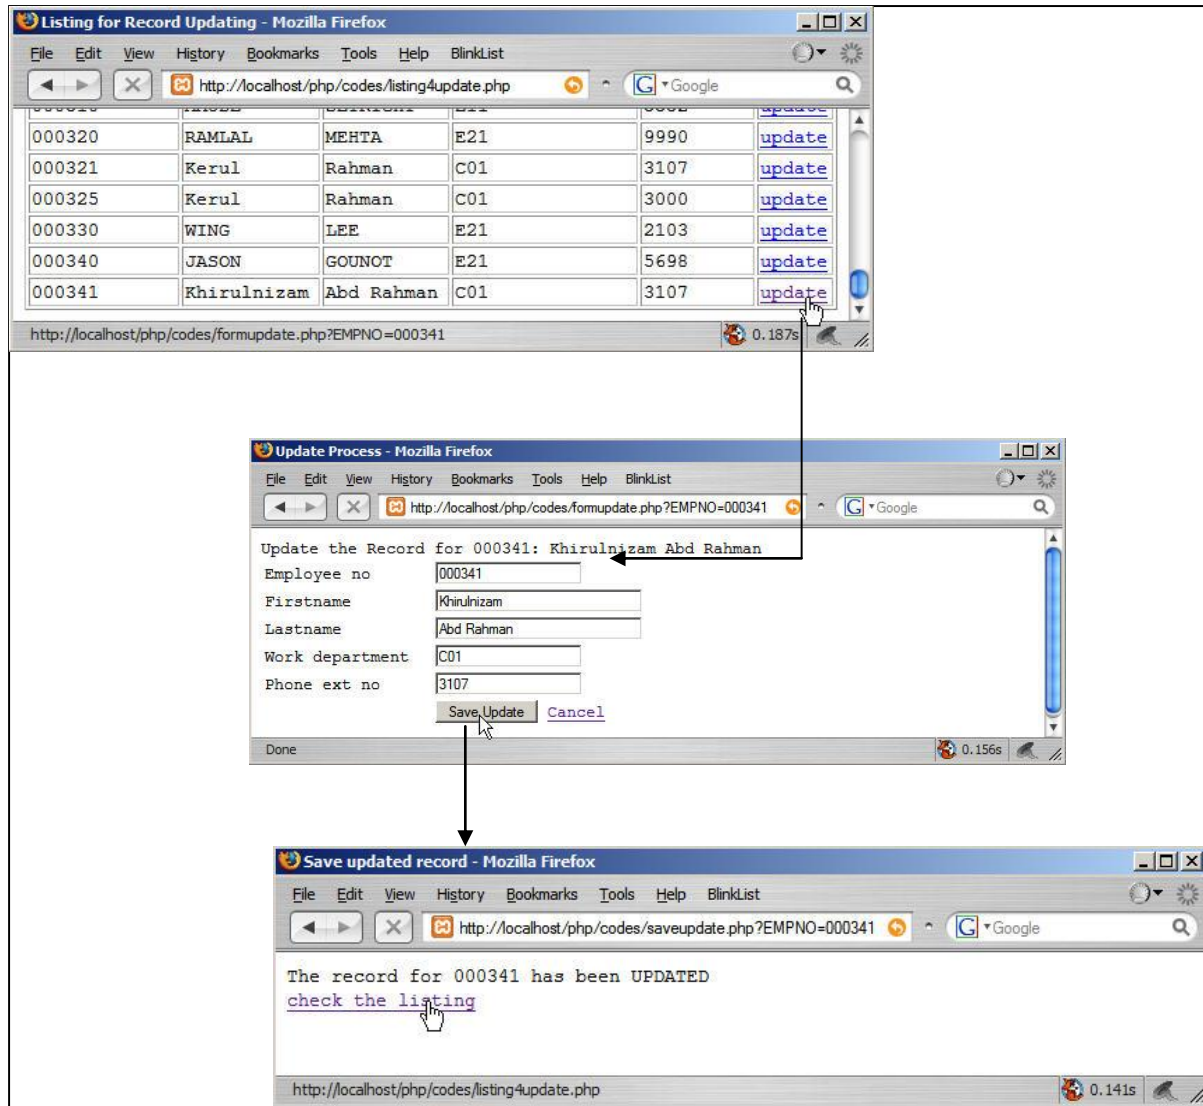 Listing for Record Updating - Mozilla Firefox
File Edit View History Bookmarks Tools Help BlinkList
http://localhost/php/codes/listing4update.php Google
000320 RAMLAL MEHTA E21 9990 update
000321 Kerul Rahman C01 3107 update
000325 Kerul Rahman C01 3000 update
000330 WING LEE E21 2103 update
000340 JASON GOUNOT E21 5698 update
000341 Khirulnizam Abd Rahman C01 3107 update
http://localhost/php/codes/formupdate.php?EMPNO=000341 0.187s
Update Process - Mozilla Firefox
File Edit View History Bookmarks Tools Help BlinkList
http://localhost/php/codes/formupdate.php?EMPNO=000341 Google
Update the Record for 000341: Khirulnizam Abd Rahman
Employee no 000341
Firstname Khirulnizam
Lastname Abd Rahman
Work department C01
Phone ext no 3107
Save Update Cancel
Done 0.156s
Save updated record - Mozilla Firefox
File Edit View History Bookmarks Tools Help BlinkList
http://localhost/php/codes/saveupdate.php?EMPNO=000341 Google
The record for 000341 has been UPDATED
check the listing
http://localhost/php/codes/listing4update.php 0.141s